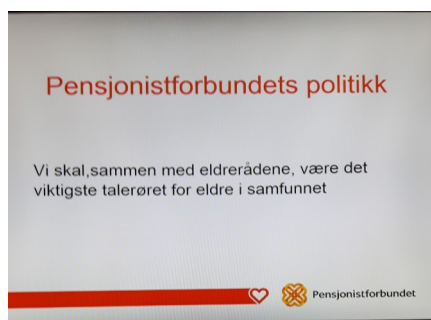 Pensjonistforbundets politikk
Vi skal,sammen med eldrerådene, være det
viktigste talerøret for eldre i samfunnet
Pensjonistforbundet